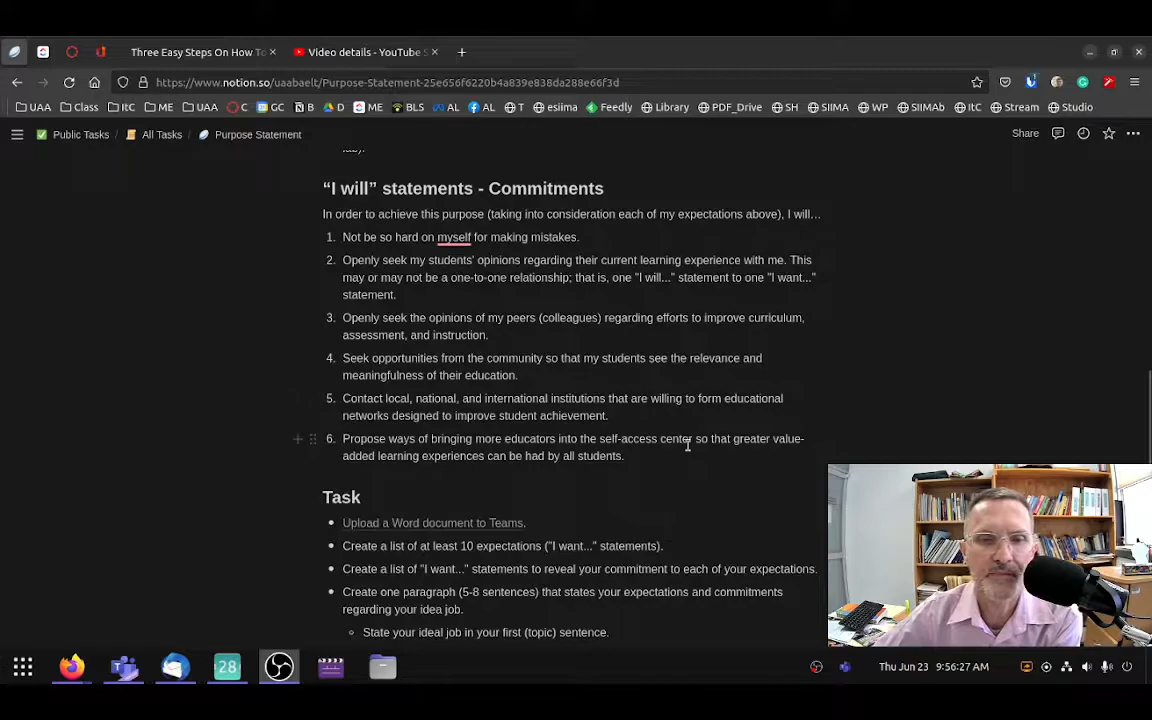 Three Easy Steps On How To
Video details - YouTube S
https://www.notion.so/uaabaelt/Purpose-Statement-25e656f6220b4a839e838da288e66f3d
UAA Class ITC ME UAA C GC B D ME BLS AL AL T esiima Feedly Library PDF_Drive SH SIIMA WP SIIMAb ItC Stream Studio
Public Tasks / All Tasks / Purpose Statement
Share
lab).
“I will” statements - Commitments
In order to achieve this purpose (taking into consideration each of my expectations above), I will…
1. Not be so hard on myself for making mistakes.
2. Openly seek my students' opinions regarding their current learning experience with me. This
may or may not be a one-to-one relationship; that is, one "I will..." statement to one "I want..."
statement.
3. Openly seek the opinions of my peers (colleagues) regarding efforts to improve curriculum,
assessment, and instruction.
4. Seek opportunities from the community so that my students see the relevance and
meaningfulness of their education.
5. Contact local, national, and international institutions that are willing to form educational
networks designed to improve student achievement.
6. Propose ways of bringing more educators into the self-access center so that greater value-
added learning experiences can be had by all students.
Task
• Upload a Word document to Teams.
• Create a list of at least 10 expectations ("I want..." statements).
• Create a list of "I want..." statements to reveal your commitment to each of your expectations.
• Create one paragraph (5-8 sentences) that states your expectations and commitments
regarding your idea job.
◦ State your ideal job in your first (topic) sentence.
28
Thu Jun 23 9:56:27 AM